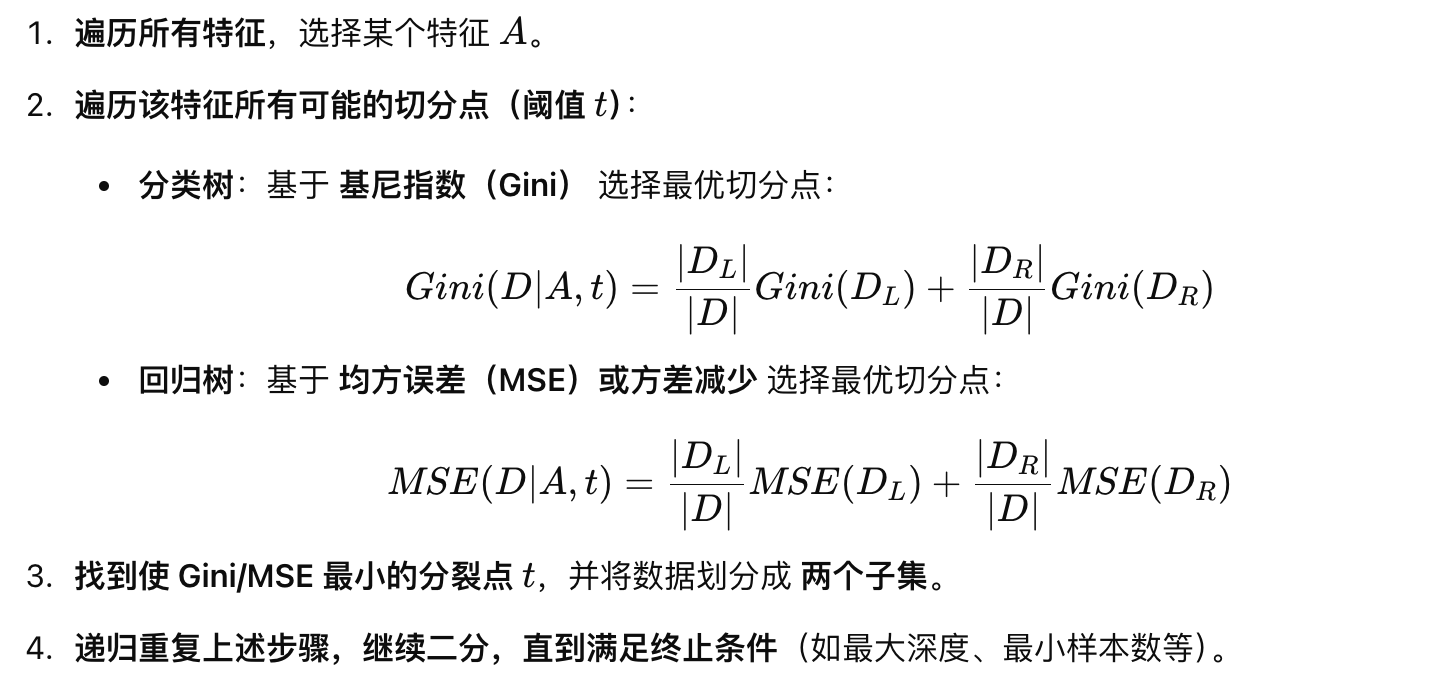 1. 遍历所有特征，选择某个特征 A。
2. 遍历该特征所有可能的切分点（阈值 t）：
• 分类树：基于 基尼指数（Gini） 选择最优切分点：
Gini(D|A, t) = |D_L|/|D| Gini(D_L) + |D_R|/|D| Gini(D_R)
• 回归树：基于 均方误差（MSE）或方差减少 选择最优切分点：
MSE(D|A, t) = |D_L|/|D| MSE(D_L) + |D_R|/|D| MSE(D_R)
3. 找到使 Gini/MSE 最小的分裂点 t，并将数据划分成 两个子集。
4. 递归重复上述步骤，继续二分，直到满足终止条件（如最大深度、最小样本数等）。